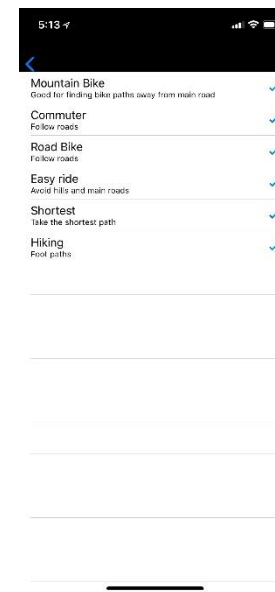 5:13
Mountain Bike
Good for finding bike paths away from main road
Commuter
Follow roads
Road Bike
Follow roads
Easy ride
Avoid hills and main roads
Shortest
Take the shortest path
Hiking
Foot paths